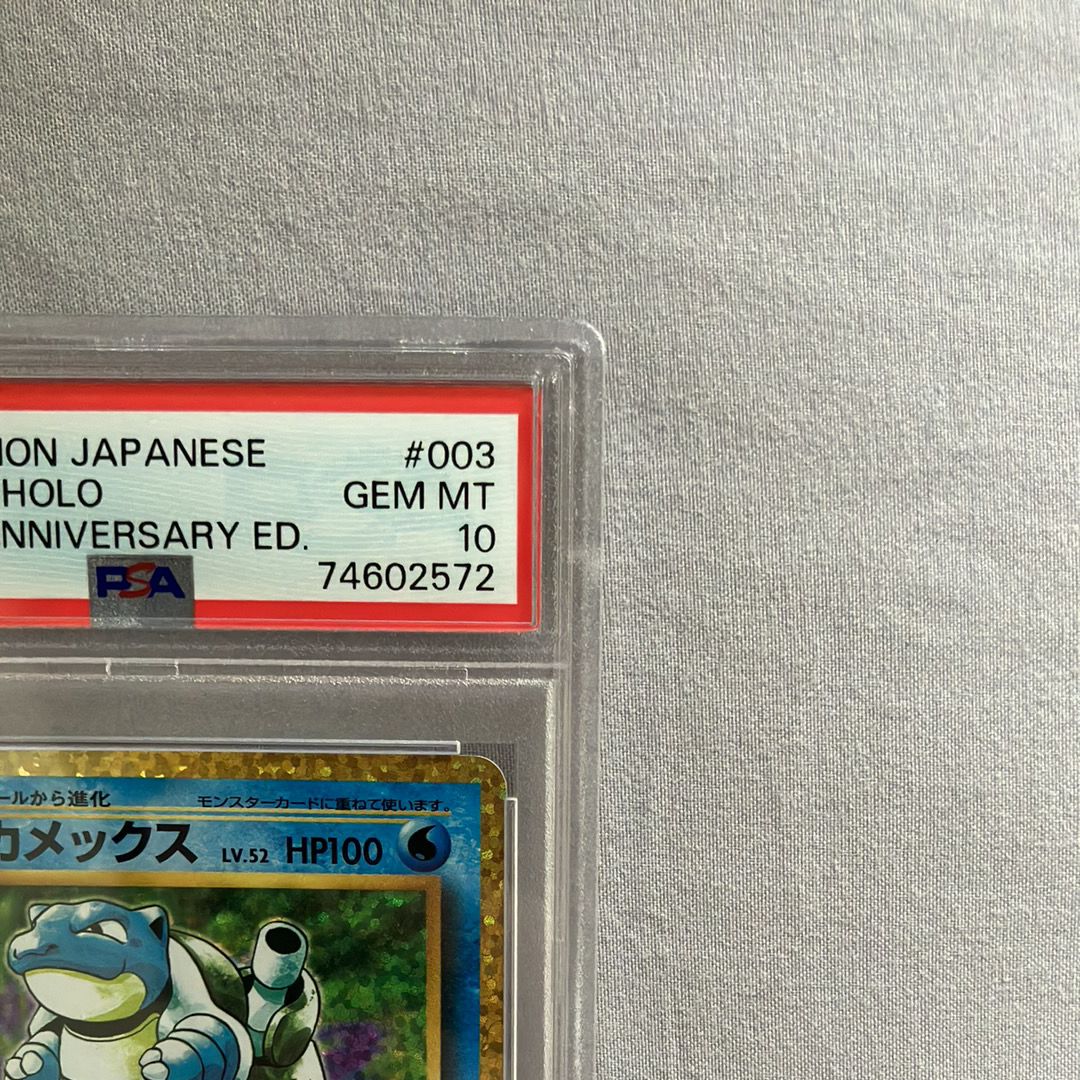 ION JAPANESE #003
HOLO GEM MT
NNIVERSARY ED. 10
PSA 74602572
ールから進化 モンスターカードに重ねて使います。
カメックス LV.52 HP100